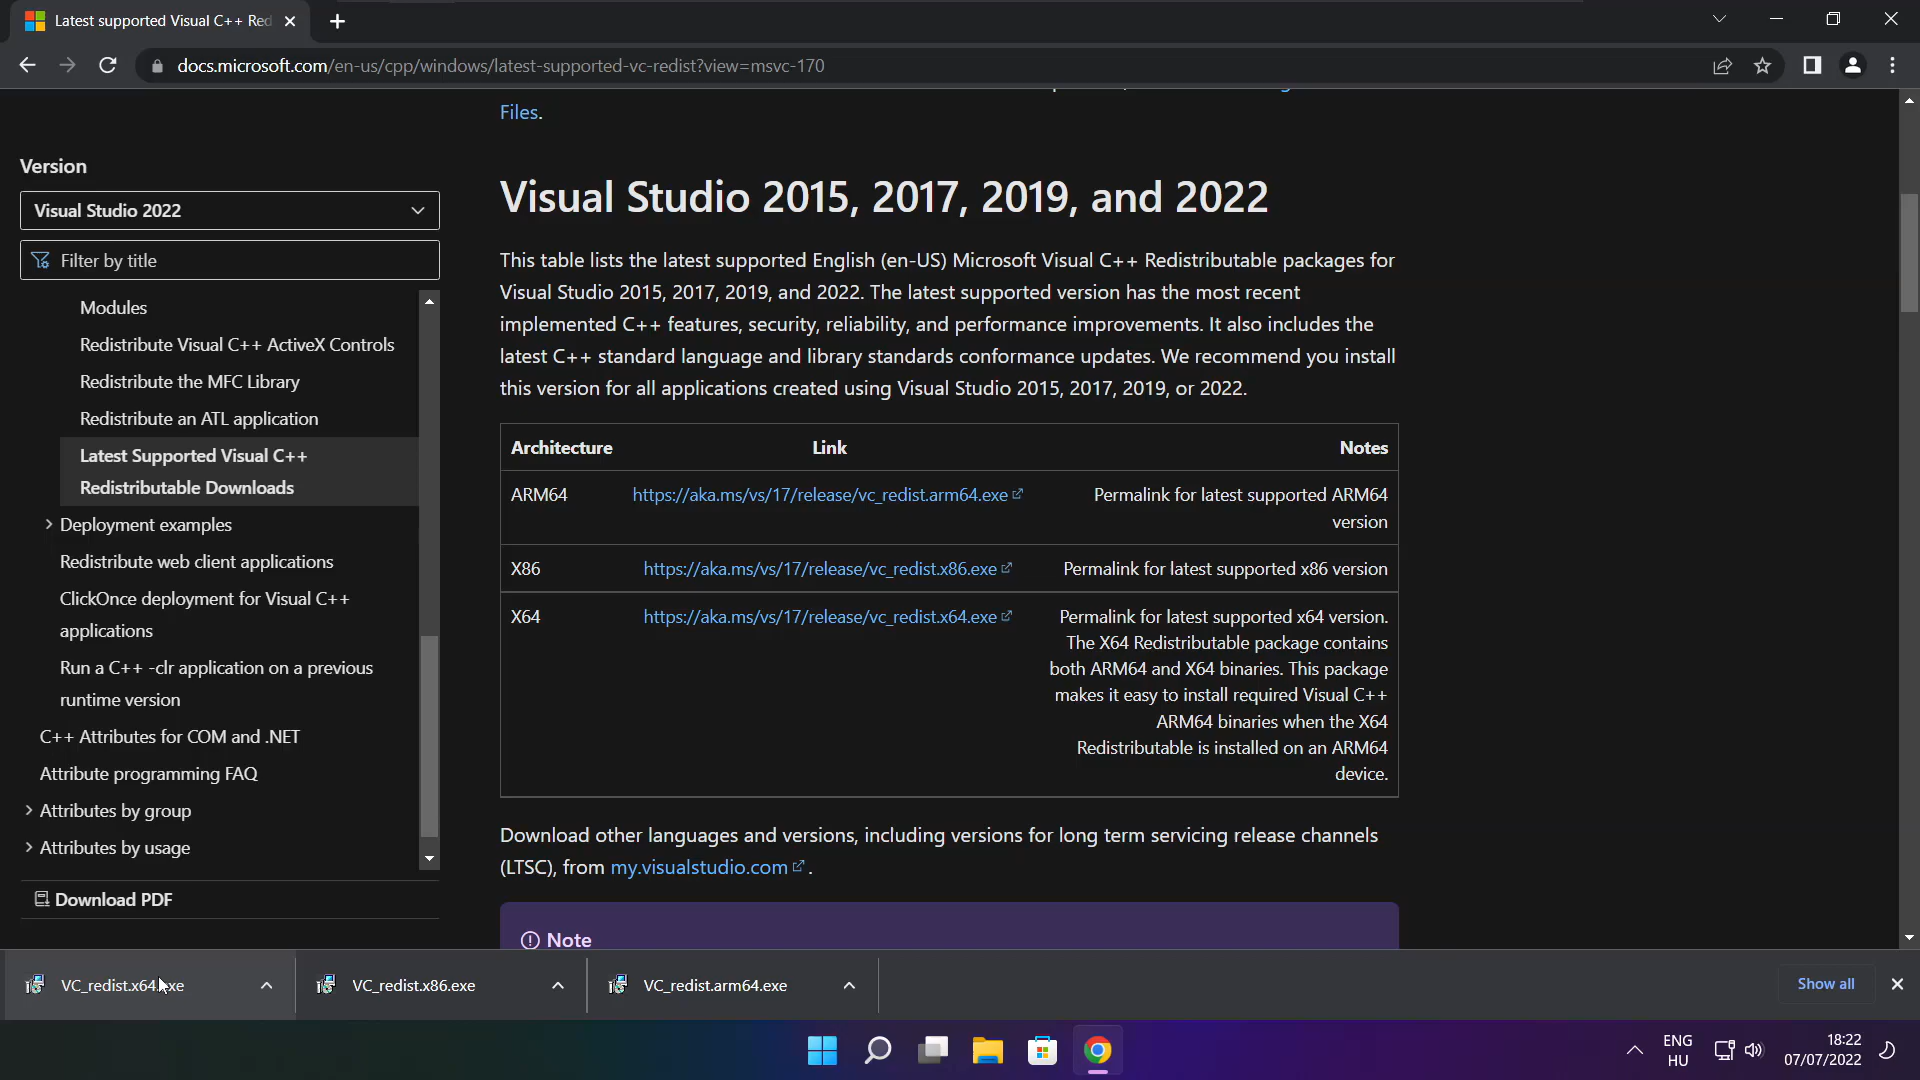 Latest supported Visual C++ Red
docs.microsoft.com/en-us/cpp/windows/latest-supported-vc-redist?view=msvc-170
Files.
Version
Visual Studio 2022
Filter by title
Modules
Redistribute Visual C++ ActiveX Controls
Redistribute the MFC Library
Redistribute an ATL application
Latest Supported Visual C++
Redistributable Downloads
Deployment examples
Redistribute web client applications
ClickOnce deployment for Visual C++
applications
Run a C++ -clr application on a previous
runtime version
C++ Attributes for COM and .NET
Attribute programming FAQ
Attributes by group
Attributes by usage
Download PDF
Visual Studio 2015, 2017, 2019, and 2022
This table lists the latest supported English (en-US) Microsoft Visual C++ Redistributable packages for
Visual Studio 2015, 2017, 2019, and 2022. The latest supported version has the most recent
implemented C++ features, security, reliability, and performance improvements. It also includes the
latest C++ standard language and library standards conformance updates. We recommend you install
this version for all applications created using Visual Studio 2015, 2017, 2019, or 2022.
Architecture Link Notes
ARM64 https://aka.ms/vs/17/release/vc_redist.arm64.exe Permalink for latest supported ARM64
version
X86 https://aka.ms/vs/17/release/vc_redist.x86.exe Permalink for latest supported x86 version
X64 https://aka.ms/vs/17/release/vc_redist.x64.exe Permalink for latest supported x64 version.
The X64 Redistributable package contains
both ARM64 and X64 binaries. This package
makes it easy to install required Visual C++
ARM64 binaries when the X64
Redistributable is installed on an ARM64
device.
Download other languages and versions, including versions for long term servicing release channels
(LTSC), from my.visualstudio.com.
Note
VC_redist.x64.exe VC_redist.x86.exe VC_redist.arm64.exe Show all
ENG
HU
18:22
07/07/2022